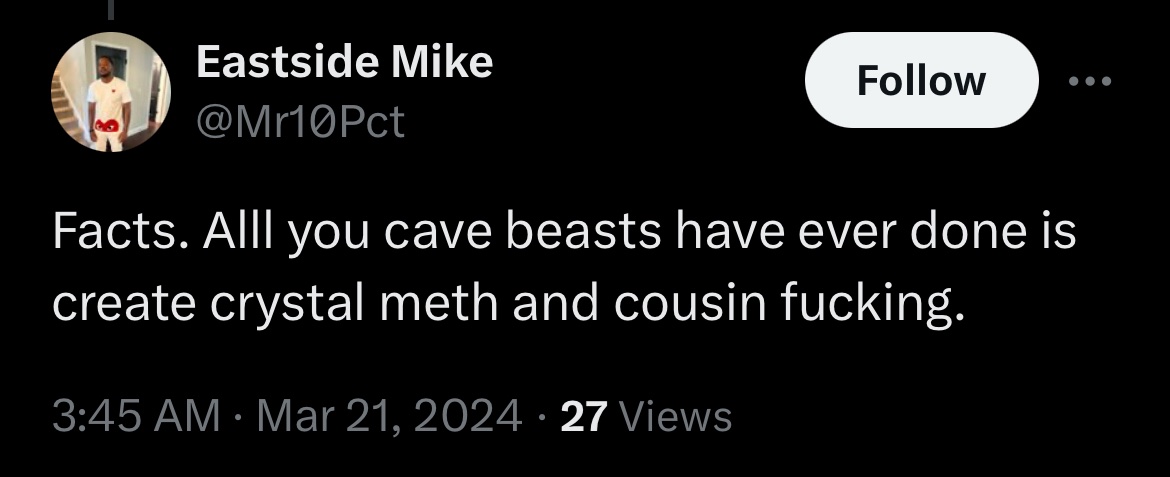 Eastside Mike
@Mr10Pct
Follow
Facts. Alll you cave beasts have ever done is
create crystal meth and cousin fucking.
3:45 AM · Mar 21, 2024 · 27 Views